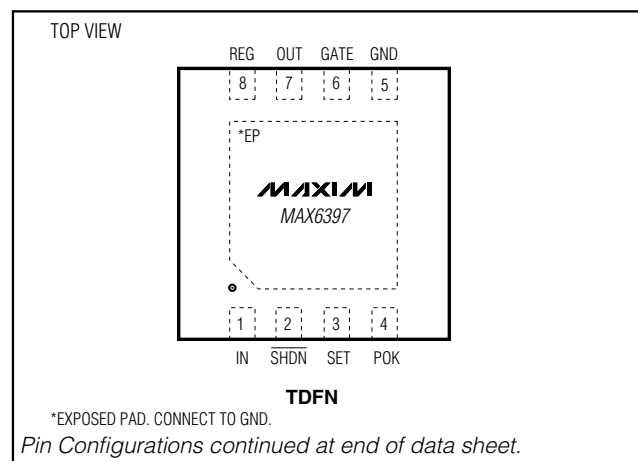 TOP VIEW
REG OUT GATE GND
8 7 6 5
*EP
MAXIM
MAX6397
1 2 3 4
IN SHDN SET POK
TDFN
*EXPOSED PAD. CONNECT TO GND.
Pin Configurations continued at end of data sheet.